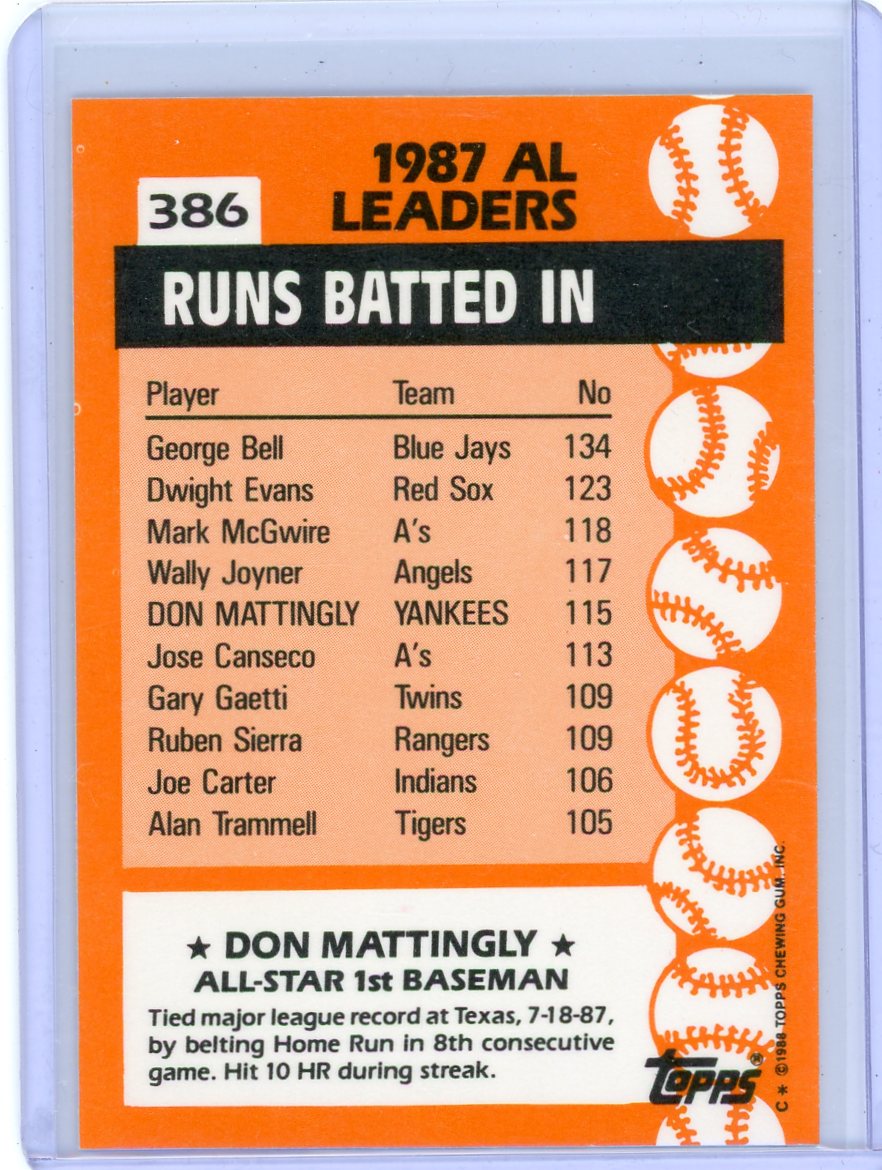 1987 AL
LEADERS
386
RUNS BATTED IN
Player Team No
George Bell Blue Jays 134
Dwight Evans Red Sox 123
Mark McGwire A's 118
Wally Joyner Angels 117
DON MATTINGLY YANKEES 115
Jose Canseco A's 113
Gary Gaetti Twins 109
Ruben Sierra Rangers 109
Joe Carter Indians 106
Alan Trammell Tigers 105
★ DON MATTINGLY ★
ALL-STAR 1st BASEMAN
Tied major league record at Texas, 7-18-87,
by belting Home Run in 8th consecutive
game. Hit 10 HR during streak.
Topps®
C * ©1988 TOPPS CHEWING GUM, INC.